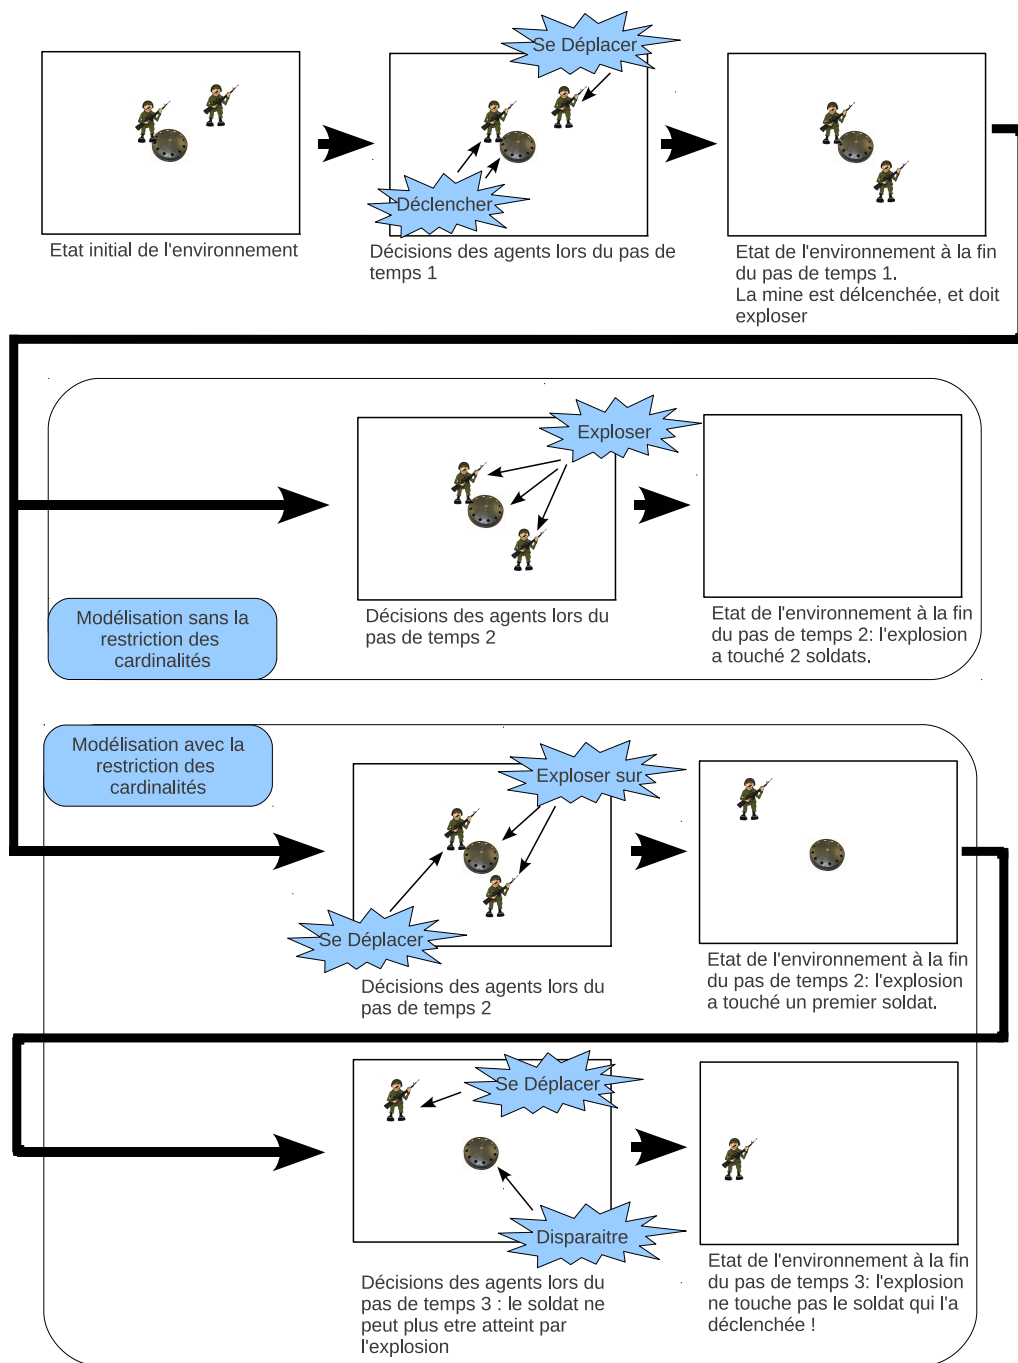 Se Déplacer
Déclencher
Etat initial de l'environnement
Décisions des agents lors du pas de
temps 1
Etat de l'environnement à la fin
du pas de temps 1.
La mine est délcenchée, et doit
exploser
Exploser
Modélisation sans la
restriction des
cardinalités
Décisions des agents lors du
pas de temps 2
Etat de l'environnement à la fin
du pas de temps 2: l'explosion
a touché 2 soldats.
Modélisation avec la
restriction des
cardinalités
Exploser sur
Se Déplacer
Décisions des agents lors du
pas de temps 2
Etat de l'environnement à la fin
du pas de temps 2: l'explosion
a touché un premier soldat.
Se Déplacer
Disparaitre
Décisions des agents lors du
pas de temps 3 : le soldat ne
peut plus etre atteint par
l'explosion
Etat de l'environnement à la fin
du pas de temps 3: l'explosion
ne touche pas le soldat qui l'a
déclenchée !